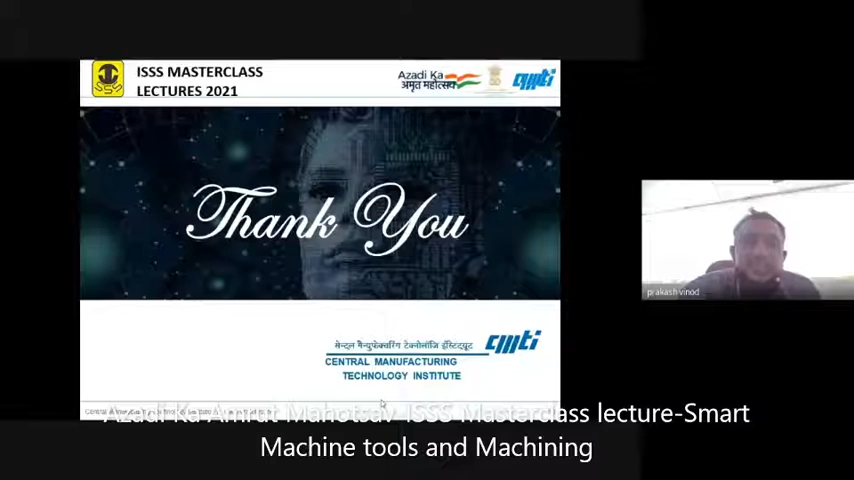 ISSS MASTERCLASS
LECTURES 2021
Azadi Ka
अमृत महोत्सव
cmti
Thank You
prakash vinod
सेन्ट्रल मैन्युफेक्चरिंग टेक्नोलॉजि इंस्टिट्यूट
cmti
CENTRAL MANUFACTURING
TECHNOLOGY INSTITUTE
Azadi Ka Amrut Mahotsav ISSS Masterclass lecture-Smart
Machine tools and Machining